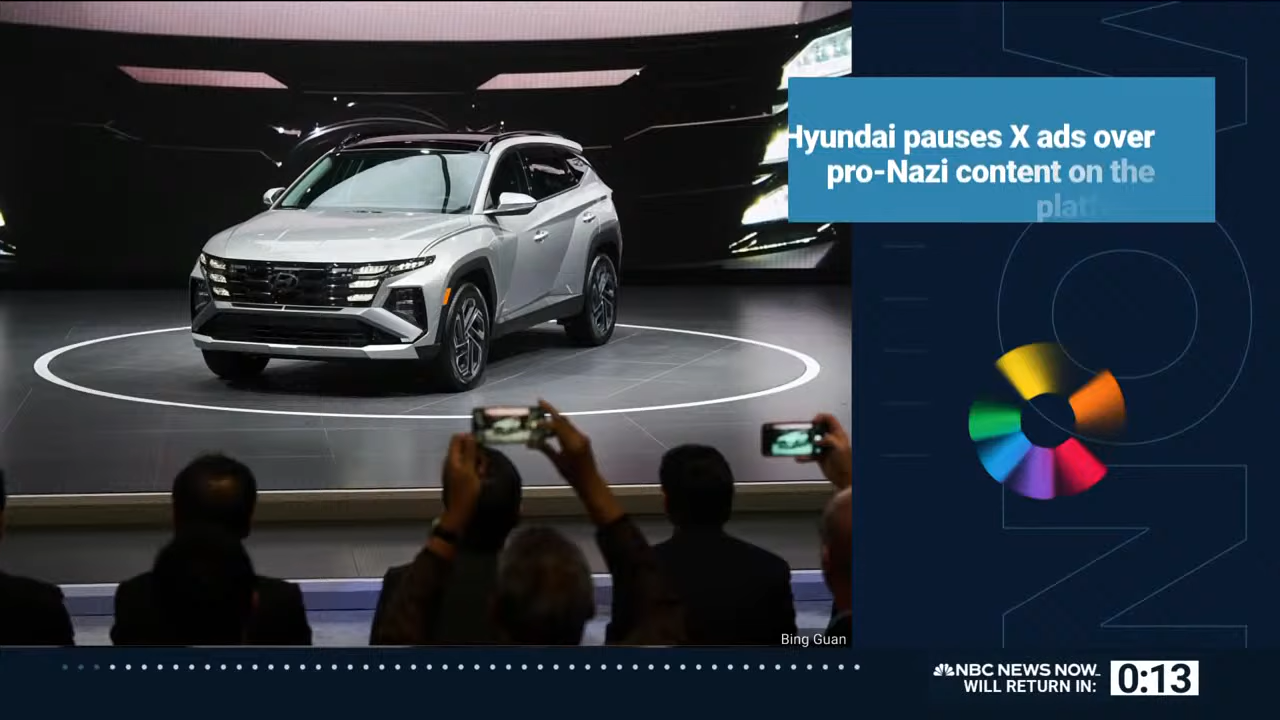 Hyundai pauses X ads over
pro-Nazi content on the
Bing Guan
NBC NEWS NOW
WILL RETURN IN:
0:13